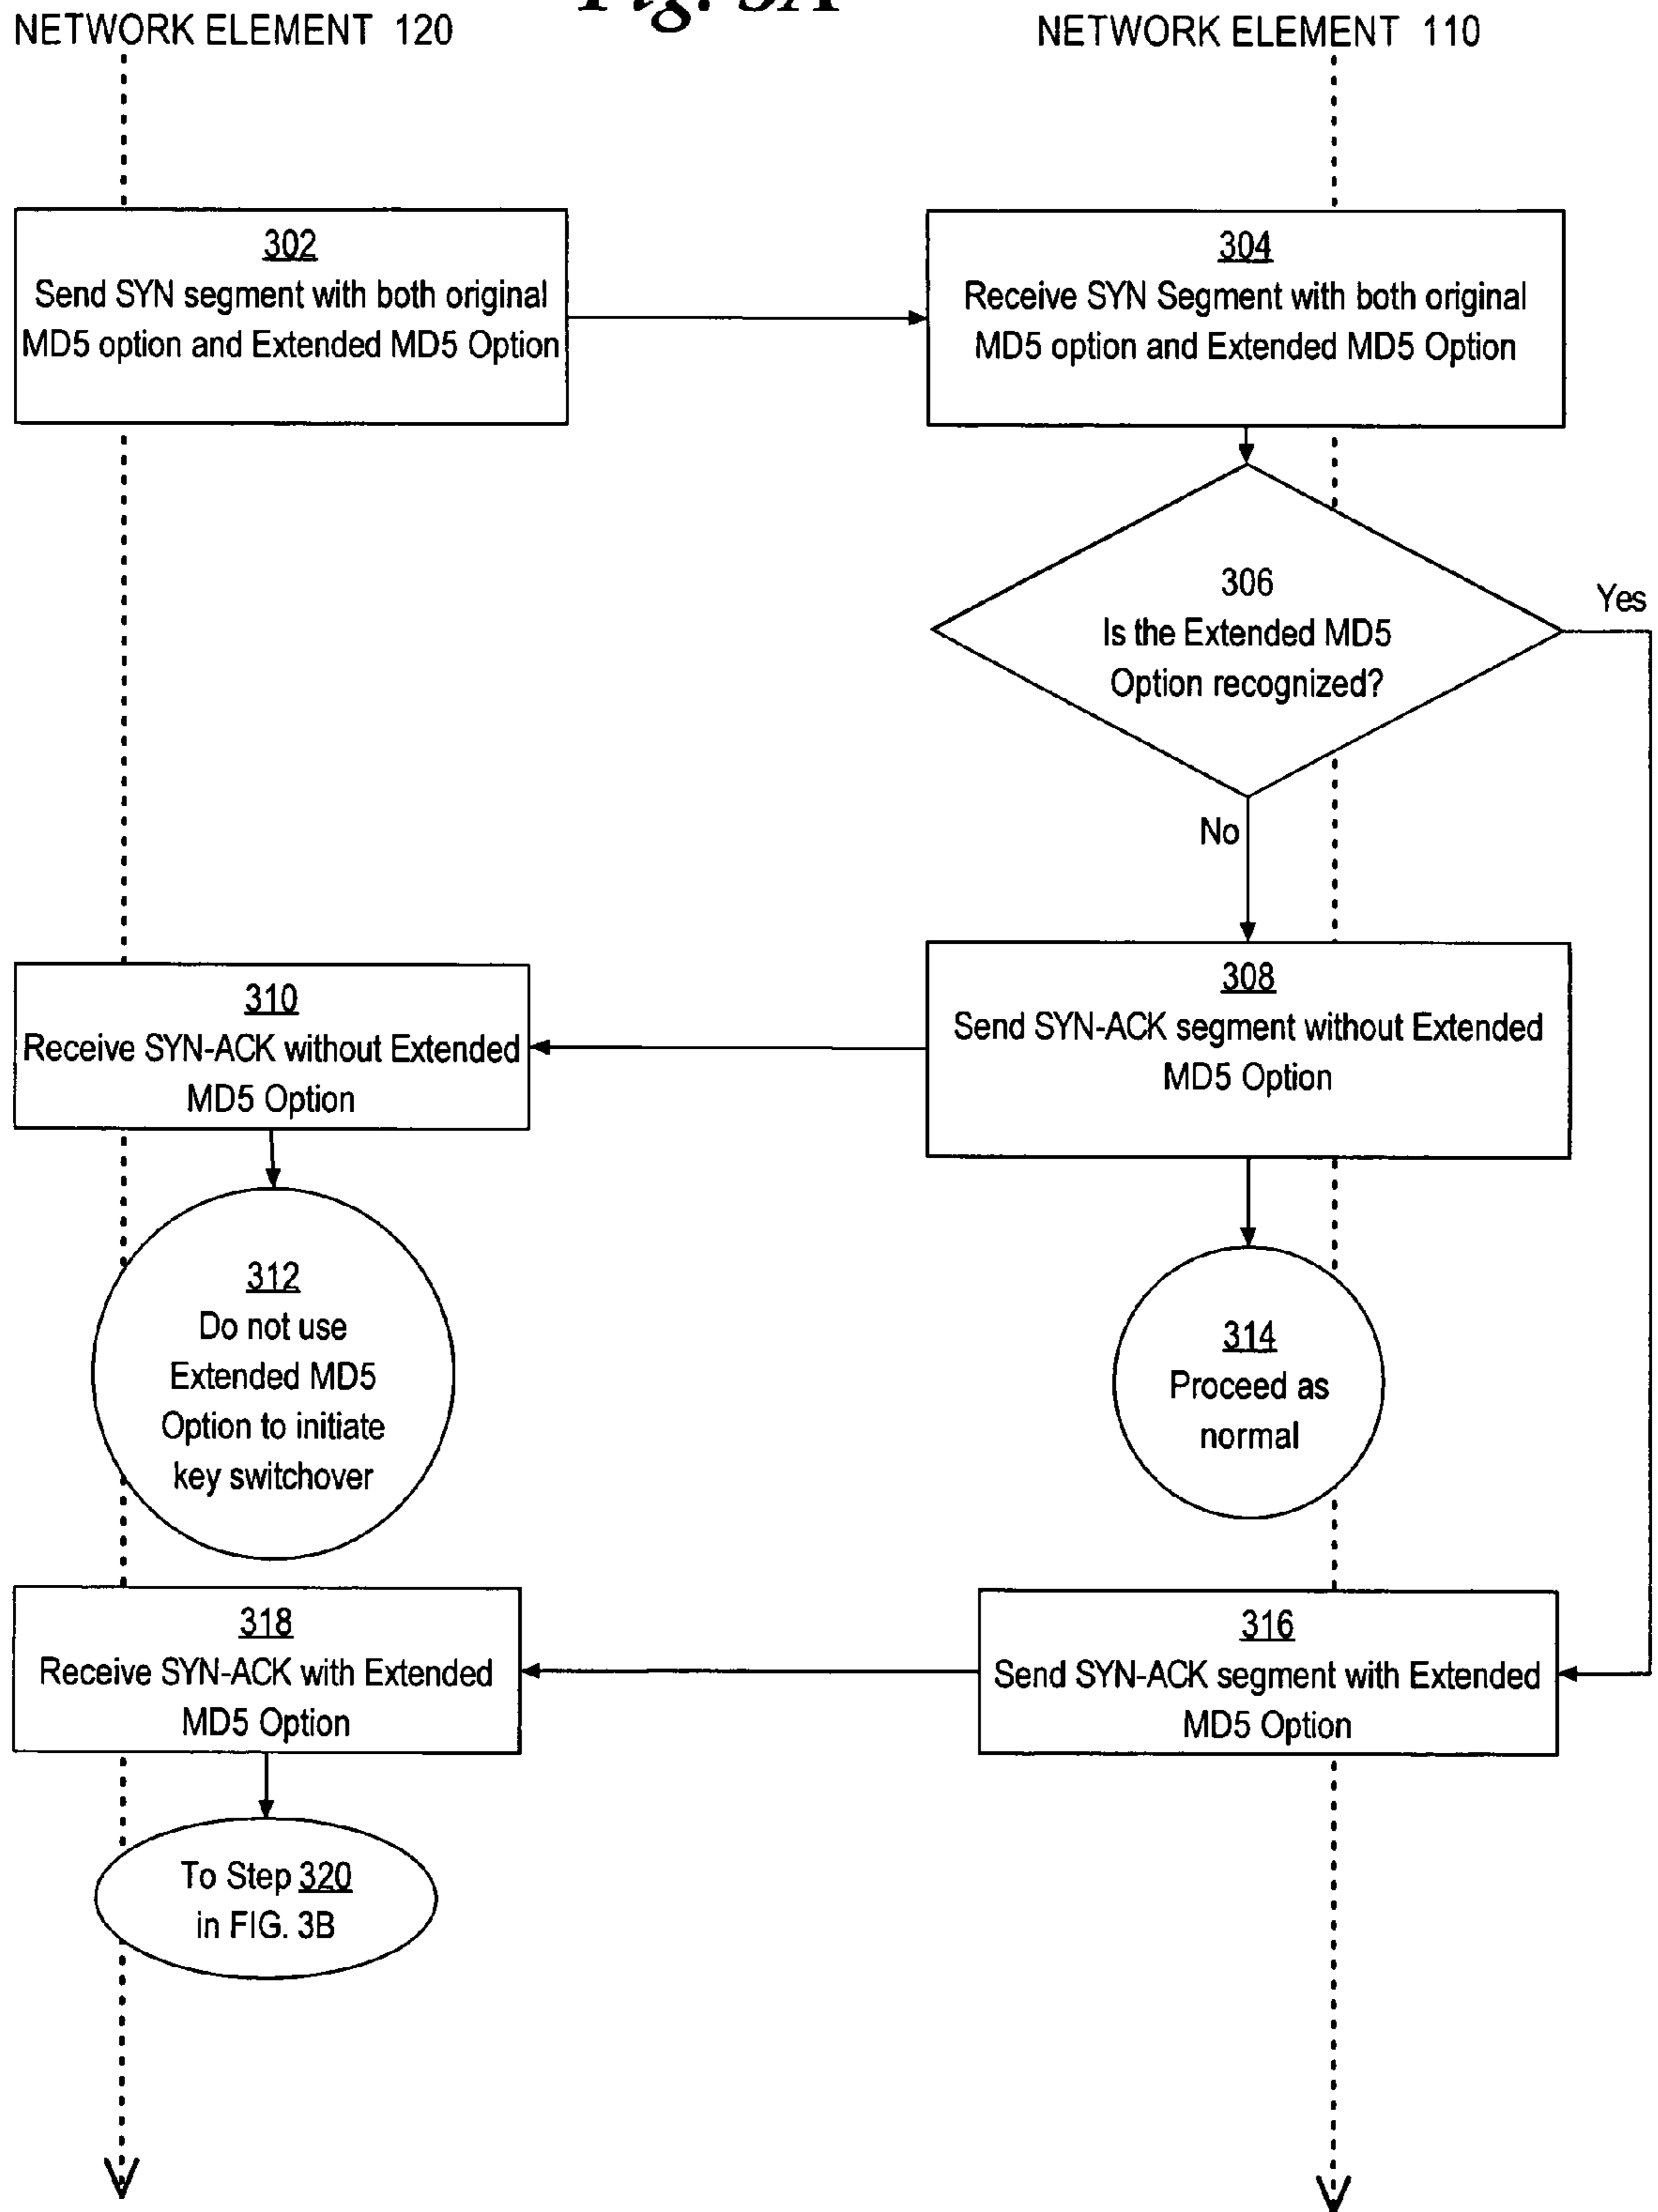 Fig. 3A
NETWORK ELEMENT 120
NETWORK ELEMENT 110
302
Send SYN segment with both original
MD5 option and Extended MD5 Option
304
Receive SYN Segment with both original
MD5 option and Extended MD5 Option
306
Is the Extended MD5
Option recognized?
Yes
No
308
Send SYN-ACK segment without Extended
MD5 Option
310
Receive SYN-ACK without Extended
MD5 Option
312
Do not use
Extended MD5
Option to initiate
key switchover
314
Proceed as
normal
316
Send SYN-ACK segment with Extended
MD5 Option
318
Receive SYN-ACK with Extended
MD5 Option
To Step 320
in FIG. 3B